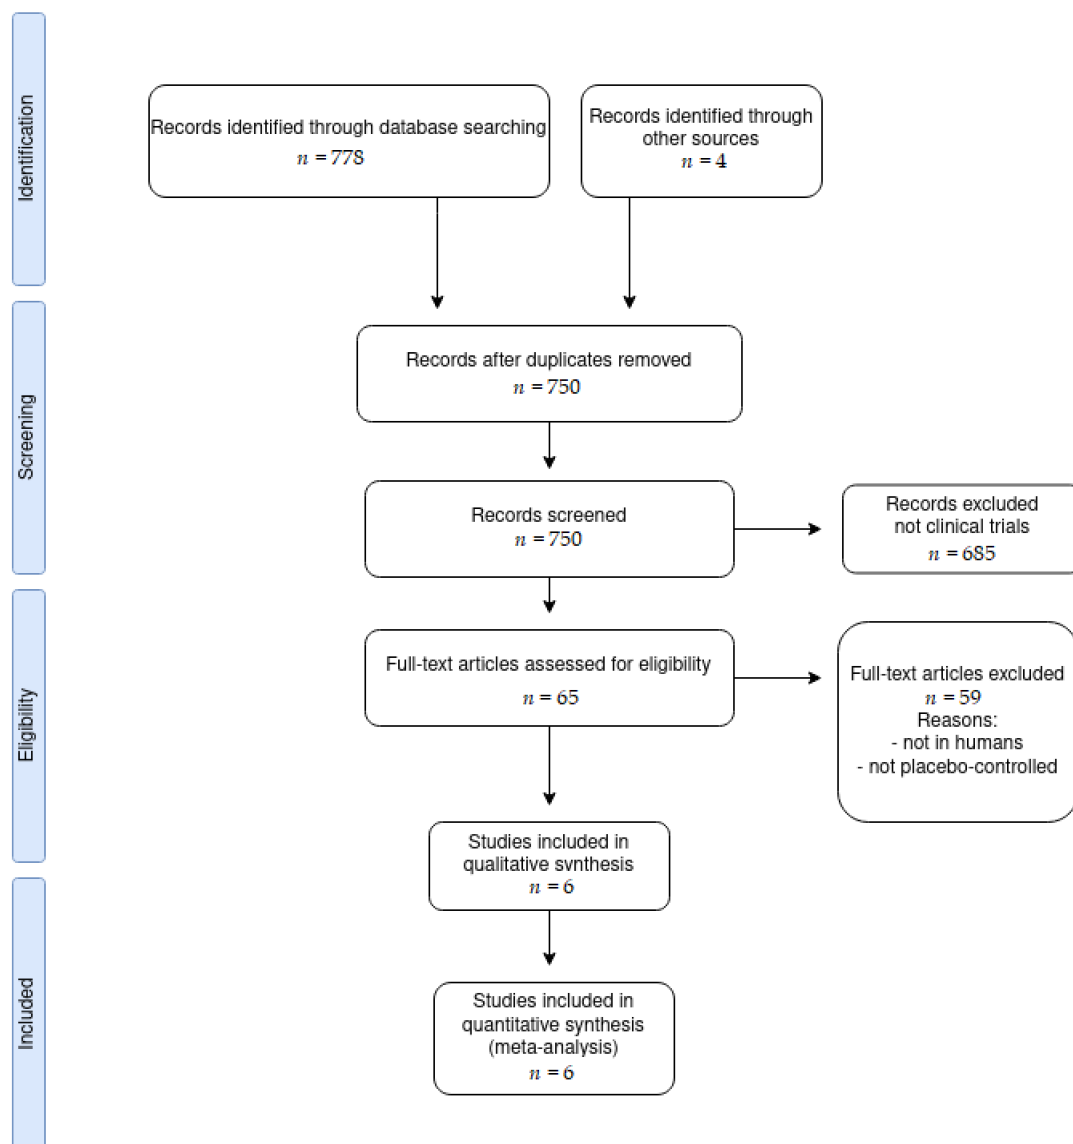 Identification
Records identified through database searching
n = 778
Records identified through
other sources
n = 4
Screening
Records after duplicates removed
n = 750
Records screened
n = 750
Records excluded
not clinical trials
n = 685
Eligibility
Full-text articles assessed for eligibility
n = 65
Full-text articles excluded
n = 59
Reasons:
- not in humans
- not placebo-controlled
Studies included in
qualitative synthesis
n = 6
Included
Studies included in
quantitative synthesis
(meta-analysis)
n = 6